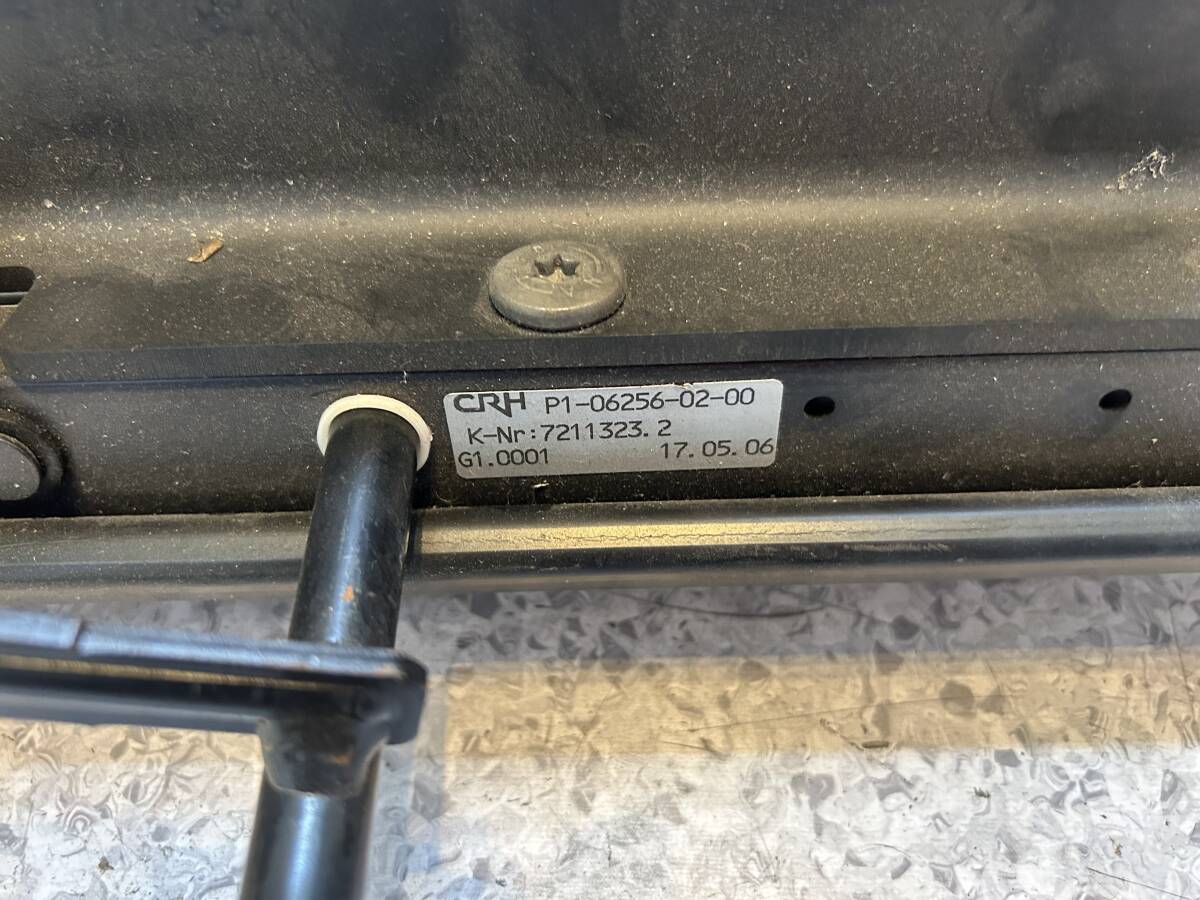 CRH P1-06256-02-00
K-Nr:7211323.2
G1.0001 17.05.06